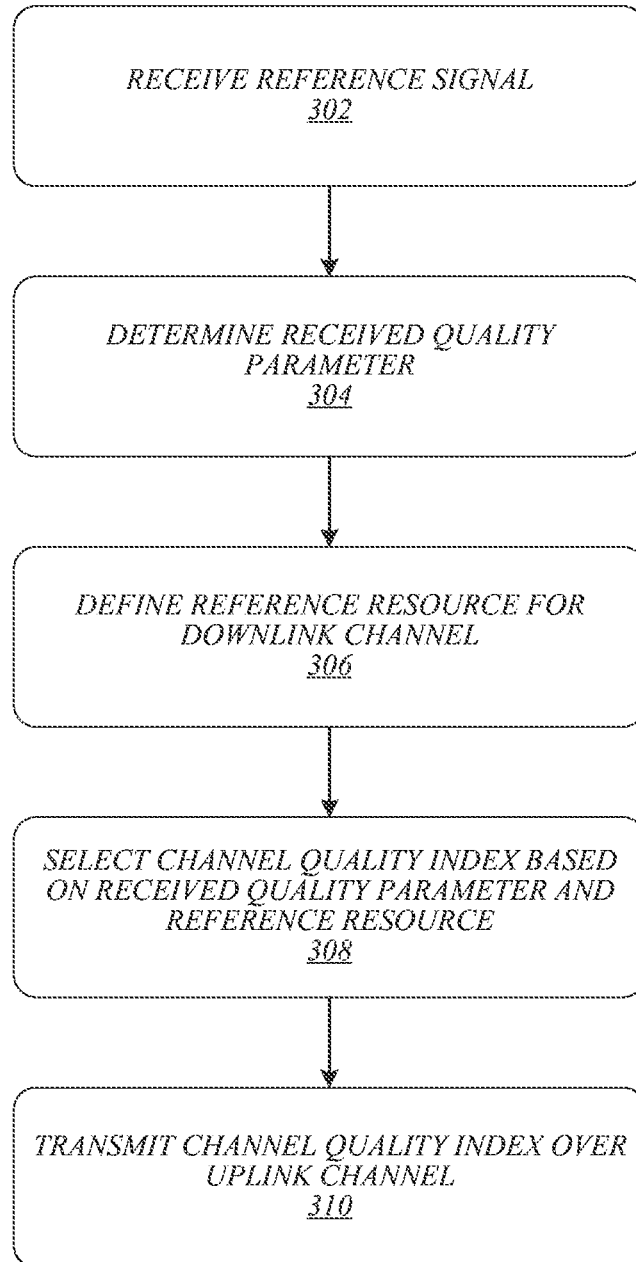 RECEIVE REFERENCE SIGNAL
302
DETERMINE RECEIVED QUALITY
PARAMETER
304
DEFINE REFERENCE RESOURCE FOR
DOWNLINK CHANNEL
306
SELECT CHANNEL QUALITY INDEX BASED
ON RECEIVED QUALITY PARAMETER AND
REFERENCE RESOURCE
308
TRANSMIT CHANNEL QUALITY INDEX OVER
UPLINK CHANNEL
310